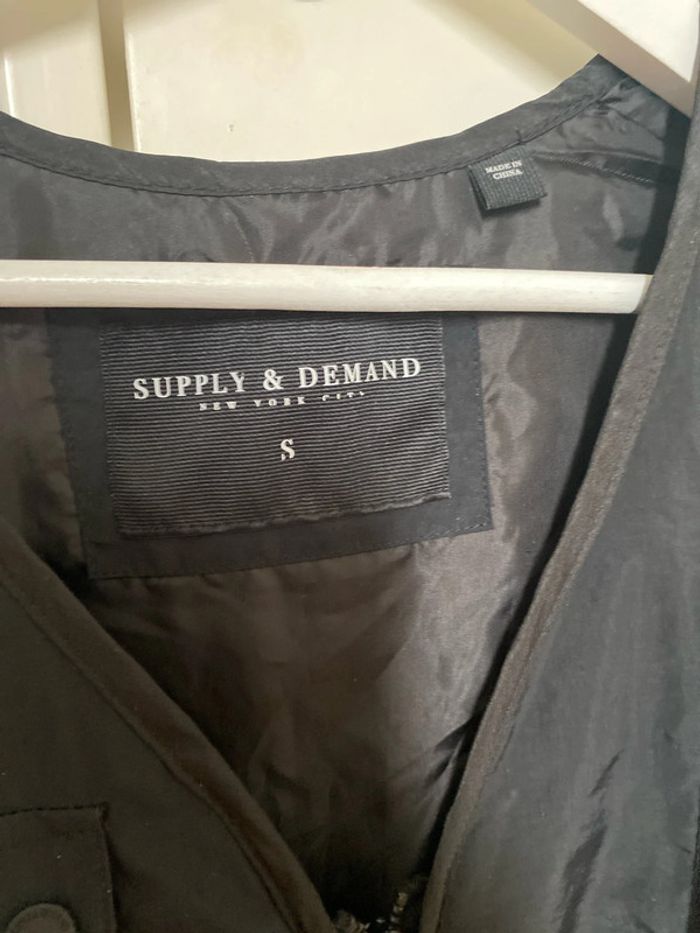 MADE IN
CHINA
SUPPLY & DEMAND
NEW YORK CITY
S